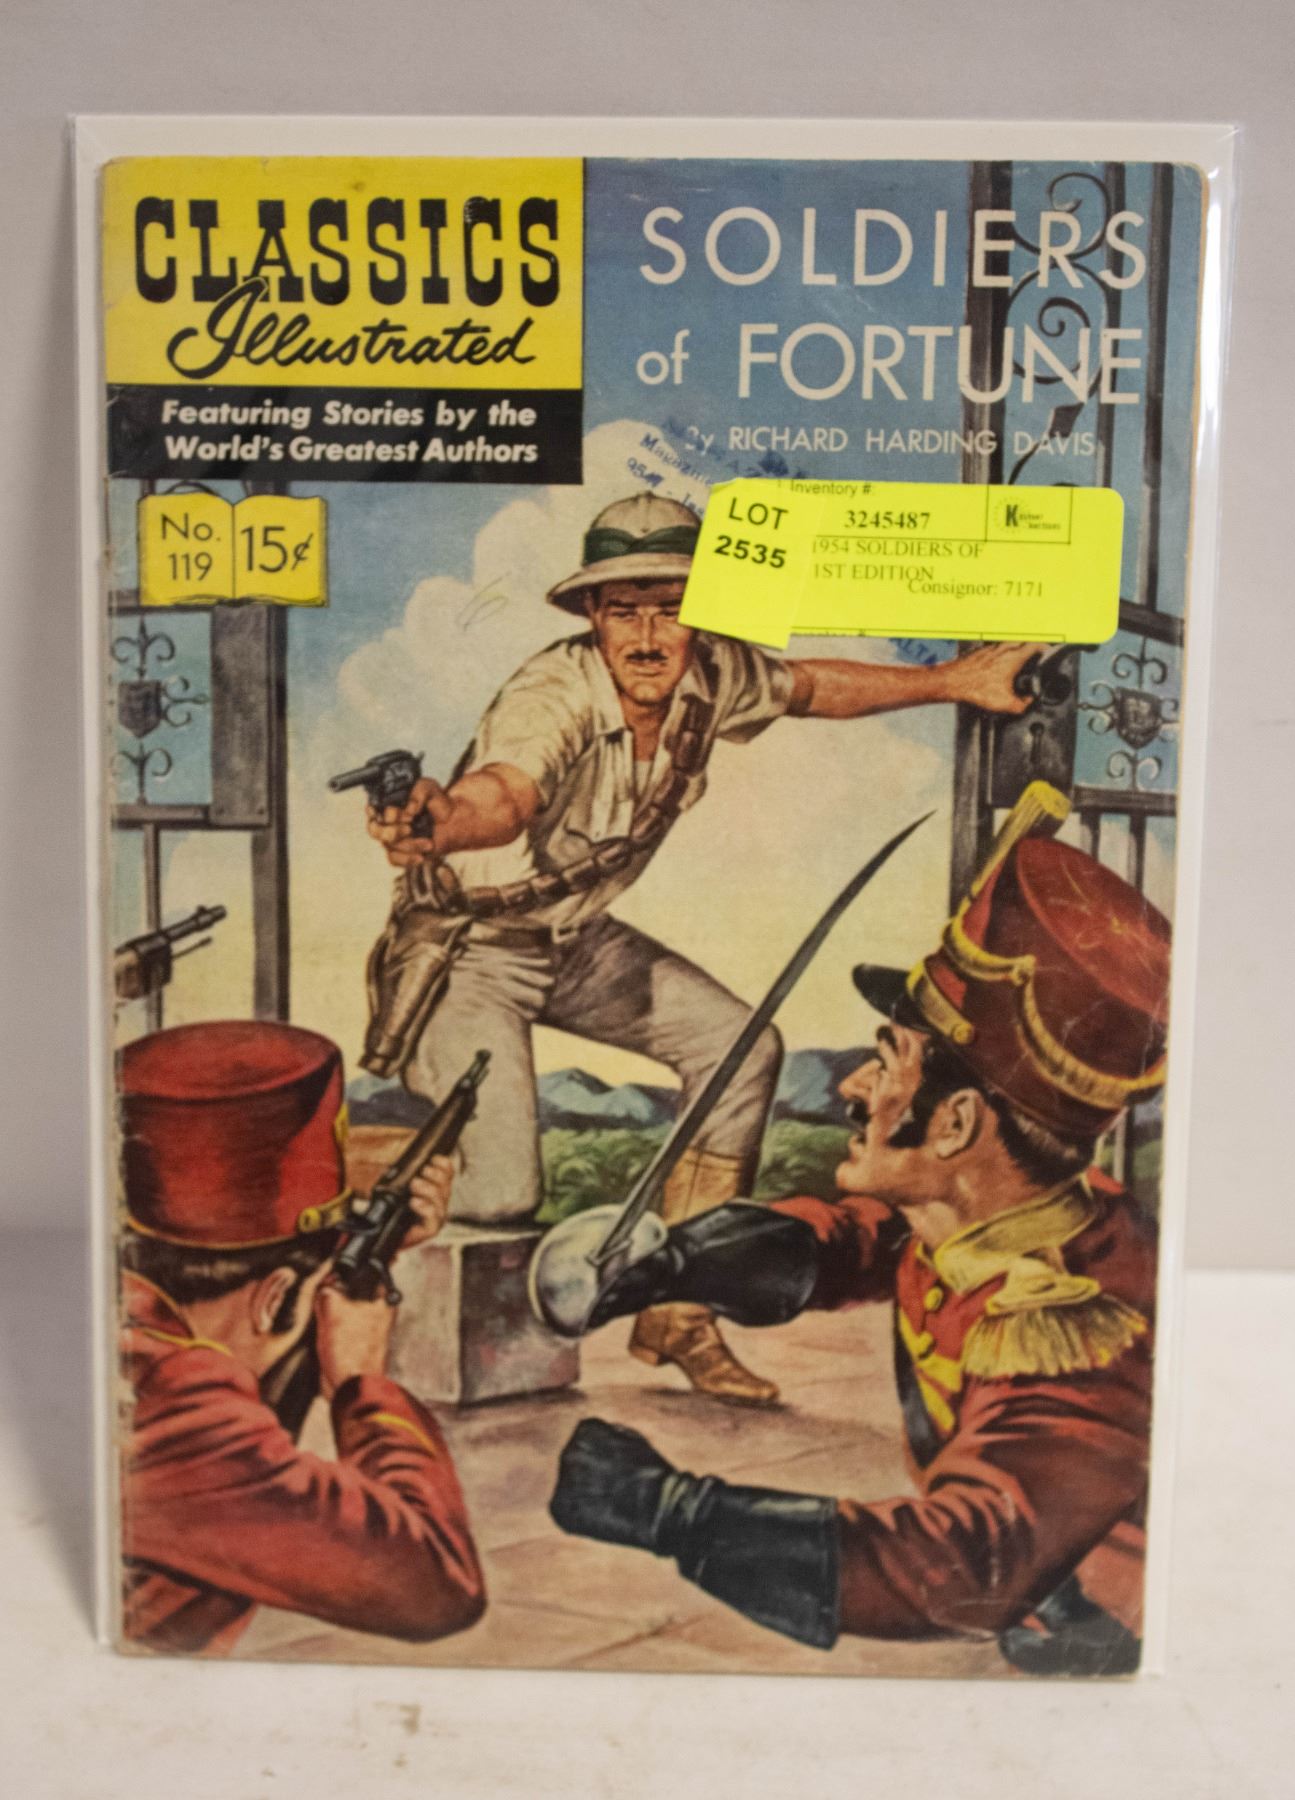 CLASSICS
Illustrated
Featuring Stories by the
World's Greatest Authors
No.
119
15¢
SOLDIERS
of FORTUNE
By RICHARD HARDING DAVIS
LOT
2535
Inventory #:
3245487
1954 SOLDIERS OF
1ST EDITION
Consignor: 7171